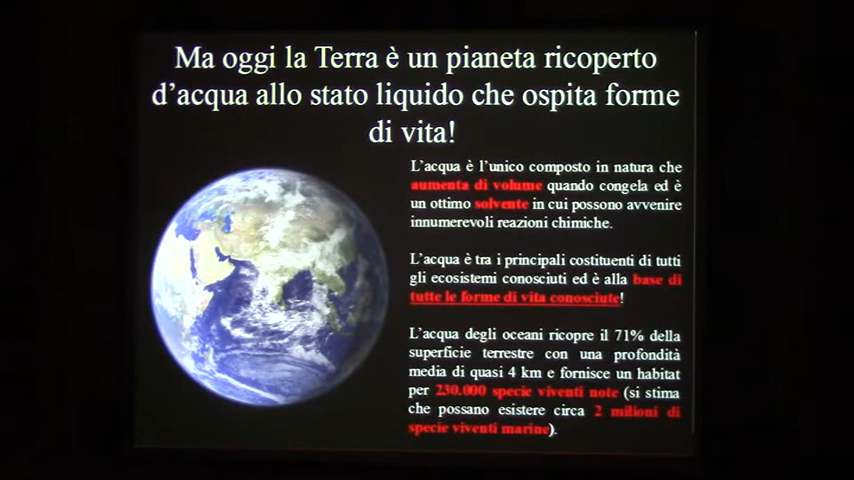 Ma oggi la Terra è un pianeta ricoperto
d'acqua allo stato liquido che ospita forme
di vita!
L'acqua è l'unico composto in natura che
aumenta di volume quando congela ed è
un ottimo solvente in cui possono avvenire
innumerevoli reazioni chimiche.
L'acqua è tra i principali costituenti di tutti
gli ecosistemi conosciuti ed è alla base di
tutte le forme di vita conosciute!
L'acqua degli oceani ricopre il 71% della
superficie terrestre con una profondità
media di quasi 4 km e fornisce un habitat
per 230.000 specie viventi note (si stima
che possano esistere circa 2 milioni di
specie viventi marine).